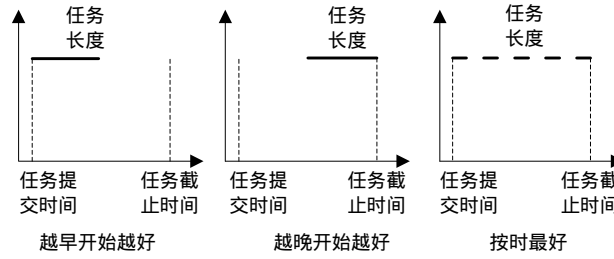 任务
长度
任务提
交时间
任务截
止时间
越早开始越好
任务
长度
任务提
交时间
任务截
止时间
越晚开始越好
任务
长度
任务提
交时间
任务截
止时间
按时最好